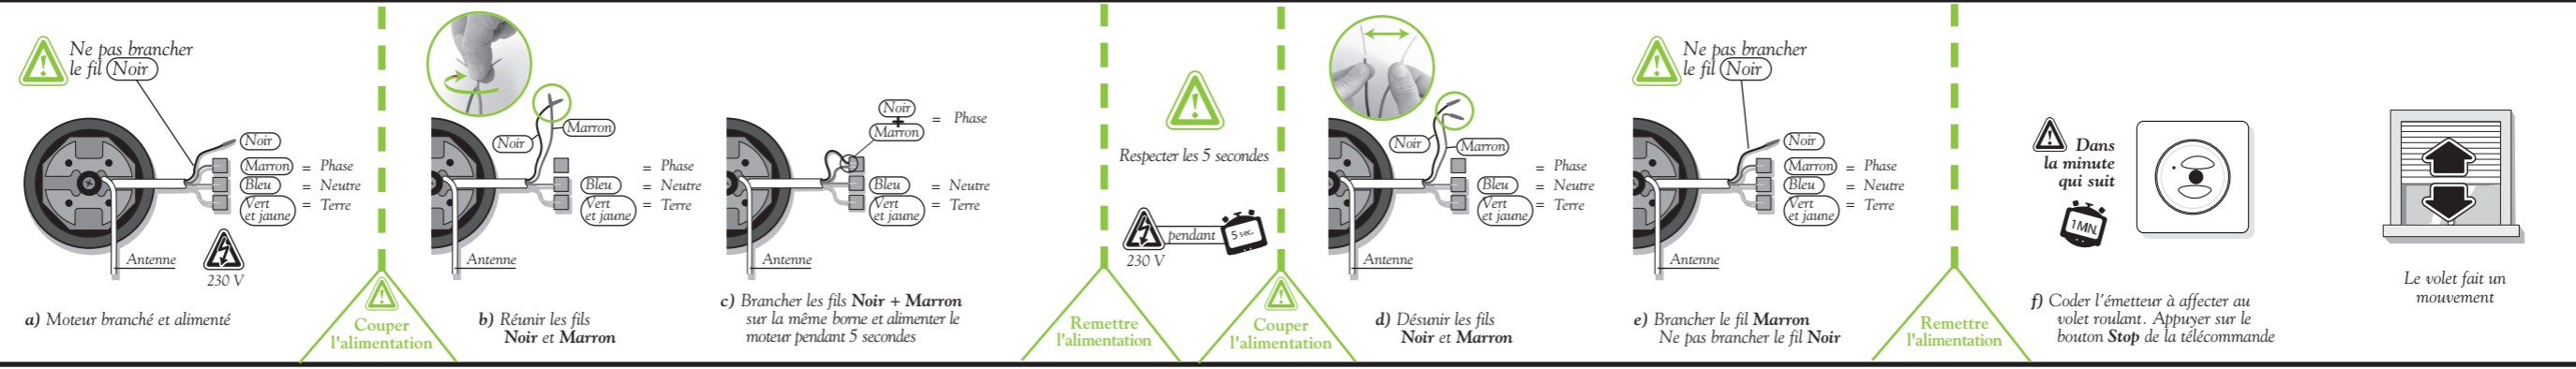 Ne pas brancher
le fil Noir
Noir
Marron = Phase
Bleu = Neutre
Vert
et jaune = Terre
Antenne
230 V
a) Moteur branché et alimenté
Couper
l'alimentation
Noir
Marron
= Phase
Bleu = Neutre
Vert
et jaune = Terre
Antenne
b) Réunir les fils
Noir et Marron
Noir
+
Marron
= Phase
Bleu = Neutre
Vert
et jaune = Terre
Antenne
c) Brancher les fils Noir + Marron
sur la même borne et alimenter le
moteur pendant 5 secondes
Remettre
l'alimentation
Respecter les 5 secondes
pendant
5 sec.
230 V
Couper
l'alimentation
Noir
Marron
= Phase
Bleu = Neutre
Vert
et jaune = Terre
Antenne
d) Désunir les fils
Noir et Marron
Ne pas brancher
le fil Noir
Noir
Marron = Phase
Bleu = Neutre
Vert
et jaune = Terre
Antenne
e) Brancher le fil Marron
Ne pas brancher le fil Noir
Remettre
l'alimentation
Dans
la minute
qui suit
1MN.
f) Coder l'émetteur à affecter au
volet roulant. Appuyer sur le
bouton Stop de la télécommande
Le volet fait un
mouvement